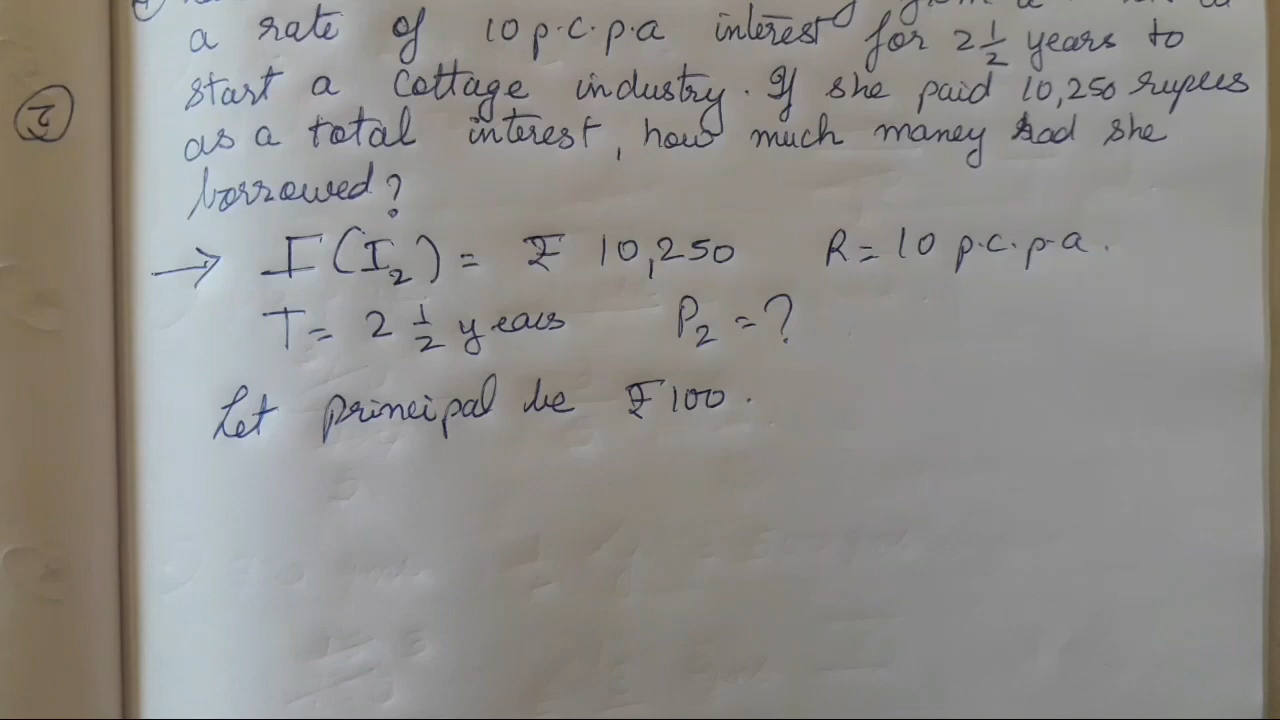 a rate of 10 p.c.p.a interest for 2 1/2 years to
start a cottage industry. If she paid 10,250 rupees
as a total interest, how much maney had she
borrowed?
→ I (I₂) = ₹ 10,250 R = 10 p.c.p.a.
T = 2 1/2 years P₂ = ?
Let principal be ₹100.